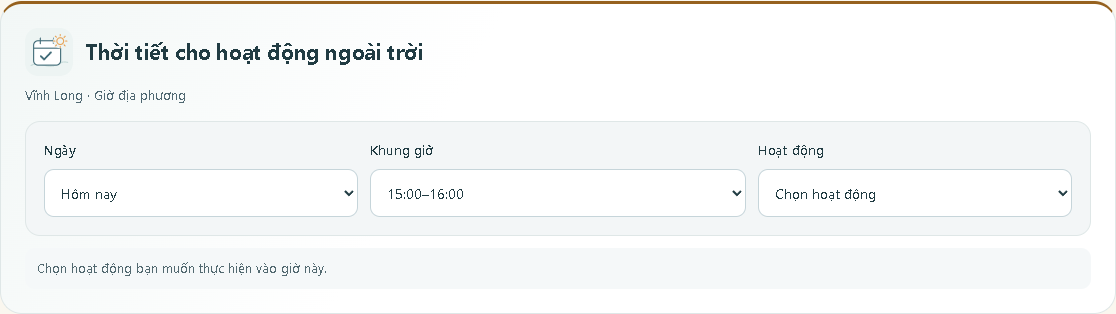 Thời tiết cho hoạt động ngoài trời
Vĩnh Long · Giờ địa phương
Ngày
Khung giờ
Hoạt động
Hôm nay
15:00–16:00
Chọn hoạt động
Chọn hoạt động bạn muốn thực hiện vào giờ này.